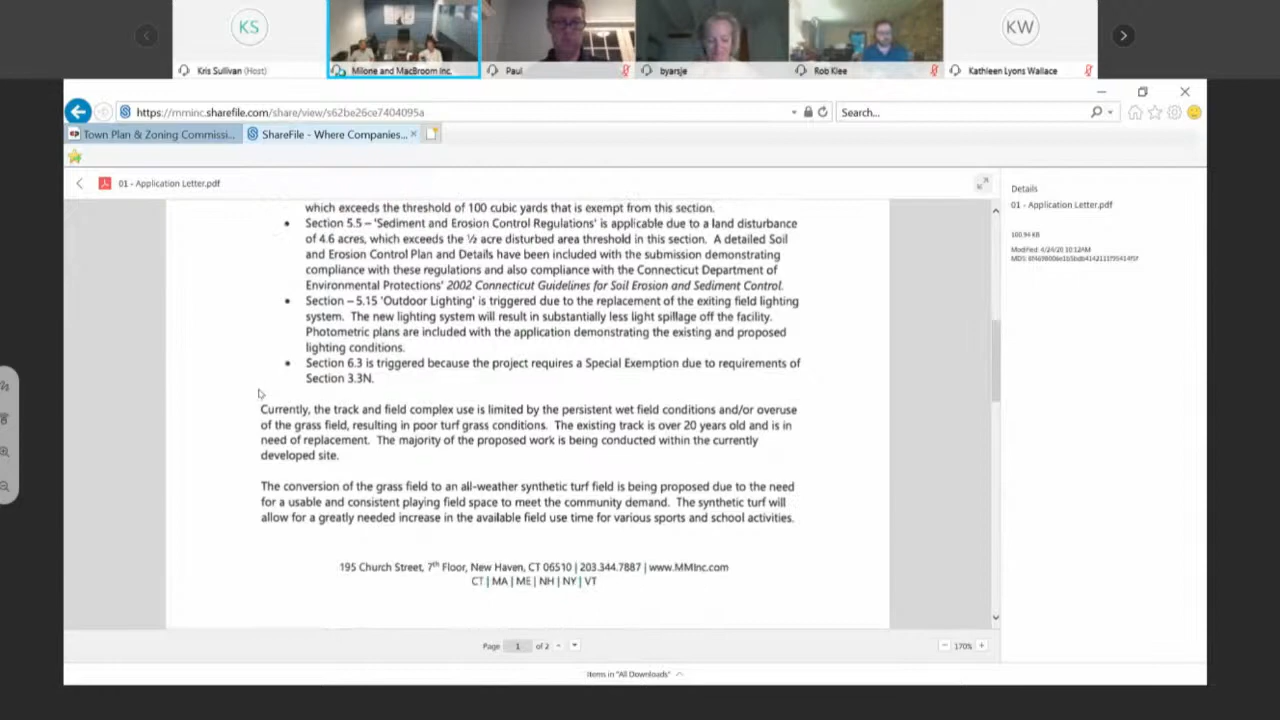 KS
KW
Kris Sullivan (Host)
Milone and MacBroom Inc.
Paul
byarsje
Rob Klee
Kathleen Lyons Wallace
https://mminc.sharefile.com/share/view/s62be26ce7404095a
Search...
Town Plan & Zoning Commissi...
ShareFile - Where Companies...
01 - Application Letter.pdf
Details
01 - Application Letter.pdf
100.94 KB
Modified: 4/24/20 10:12AM
which exceeds the threshold of 100 cubic yards that is exempt from this section.
• Section 5.5 – 'Sediment and Erosion Control Regulations' is applicable due to a land disturbance
of 4.6 acres, which exceeds the ½ acre disturbed area threshold in this section. A detailed Soil
and Erosion Control Plan and Details have been included with the submission demonstrating
compliance with these regulations and also compliance with the Connecticut Department of
Environmental Protections' 2002 Connecticut Guidelines for Soil Erosion and Sediment Control.
• Section – 5.15 'Outdoor Lighting' is triggered due to the replacement of the exiting field lighting
system. The new lighting system will result in substantially less light spillage off the facility.
Photometric plans are included with the application demonstrating the existing and proposed
lighting conditions.
• Section 6.3 is triggered because the project requires a Special Exemption due to requirements of
Section 3.3N.
Currently, the track and field complex use is limited by the persistent wet field conditions and/or overuse
of the grass field, resulting in poor turf grass conditions. The existing track is over 20 years old and is in
need of replacement. The majority of the proposed work is being conducted within the currently
developed site.
The conversion of the grass field to an all-weather synthetic turf field is being proposed due to the need
for a usable and consistent playing field space to meet the community demand. The synthetic turf will
allow for a greatly needed increase in the available field use time for various sports and school activities.
195 Church Street, 7th Floor, New Haven, CT 06510 | 203.344.7887 | www.MMInc.com
CT | MA | ME | NH | NY | VT
Page 1 of 2
170%
Items in "All Downloads"